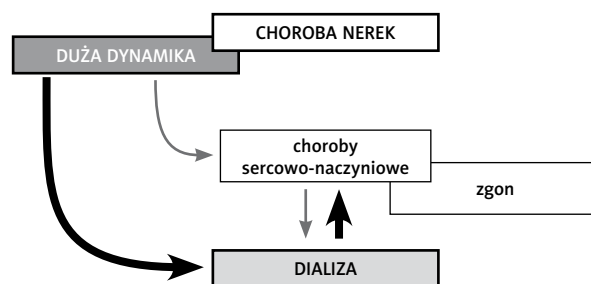 CHOROBA NEREK
DUŻA DYNAMIKA
choroby
sercowo-naczyniowe
zgon
DIALIZA